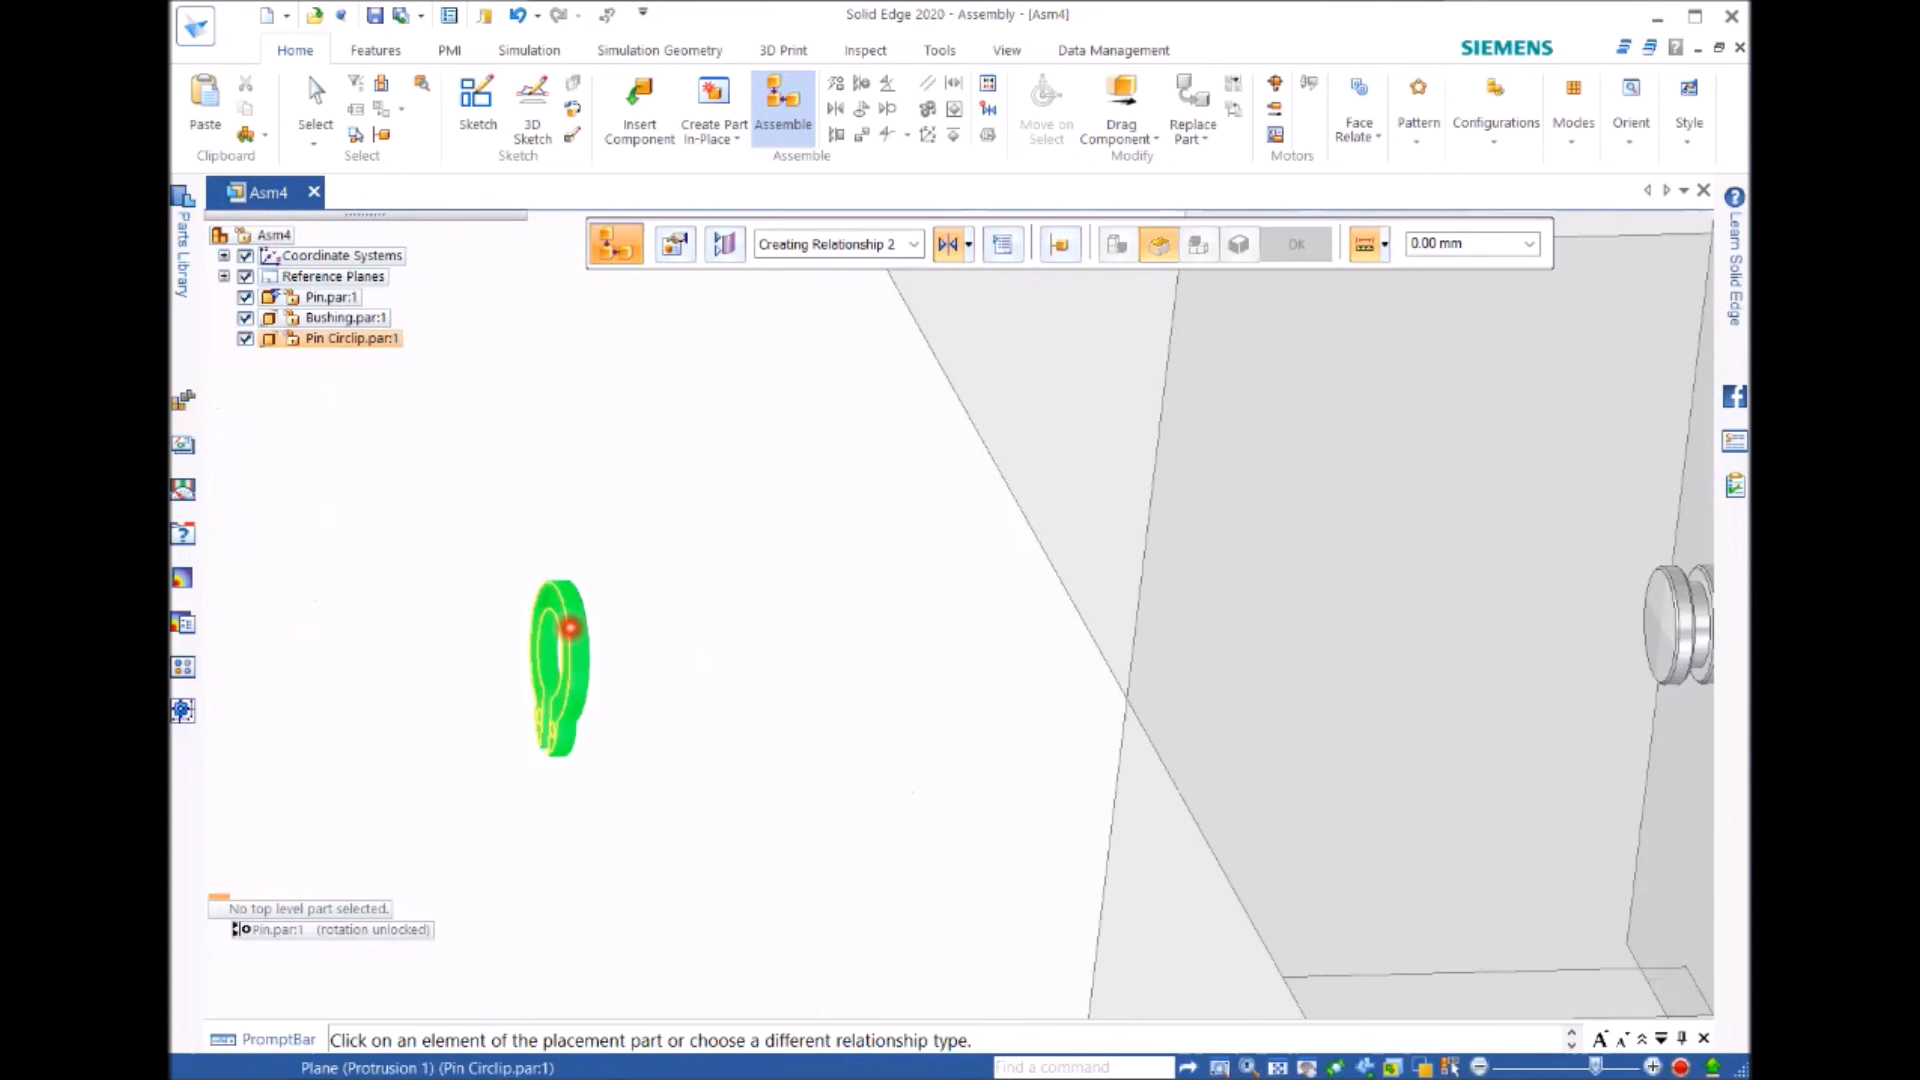 Solid Edge 2020 - Assembly - [Asm4]
Home Features PMI Simulation Simulation Geometry 3D Print Inspect Tools View Data Management SIEMENS
Paste Select Sketch 3D Sketch Insert Component Create Part In-Place Assemble Move on Select Drag Component Replace Part Face Relate Pattern Configurations Modes Orient Style
Clipboard Select Sketch Assemble Modify Motors
Asm4
Parts Library
Learn Solid Edge
Creating Relationship 2 OK 0.00 mm
Asm4
Coordinate Systems
Reference Planes
Pin.par:1
Bushing.par:1
Pin Circlip.par:1
No top level part selected.
Pin.par:1 (rotation unlocked)
PromptBar Click on an element of the placement part or choose a different relationship type.
Plane (Protrusion 1) (Pin Circlip.par:1) Find a command